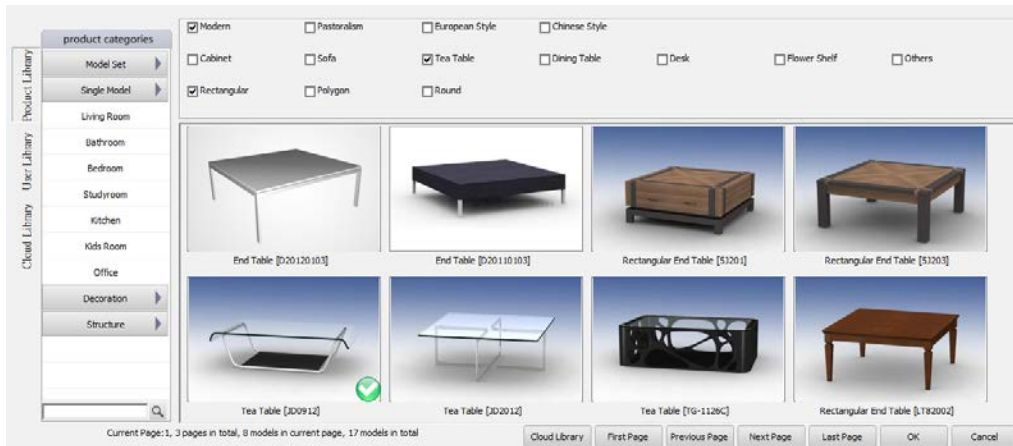 Modern Pastoralism European Style Chinese Style
product categories
Cabinet Sofa Tea Table Dining Table Desk Flower Shelf Others
Rectangular Polygon Round
Product Library
User Library
Cloud Library
Model Set
Single Model
Living Room
Bathroom
Bedroom
Studyroom
Kitchen
Kids Room
Office
Decoration
Structure
End Table [D20120103] End Table [D20110103] Rectangular End Table [5J201] Rectangular End Table [5J203]
Tea Table [JD0912] Tea Table [JD2012] Tea Table [TG-1126C] Rectangular End Table [LT82002]
Current Page:1, 3 pages in total, 8 models in current page, 17 models in total
Cloud Library First Page Previous Page Next Page Last Page OK Cancel